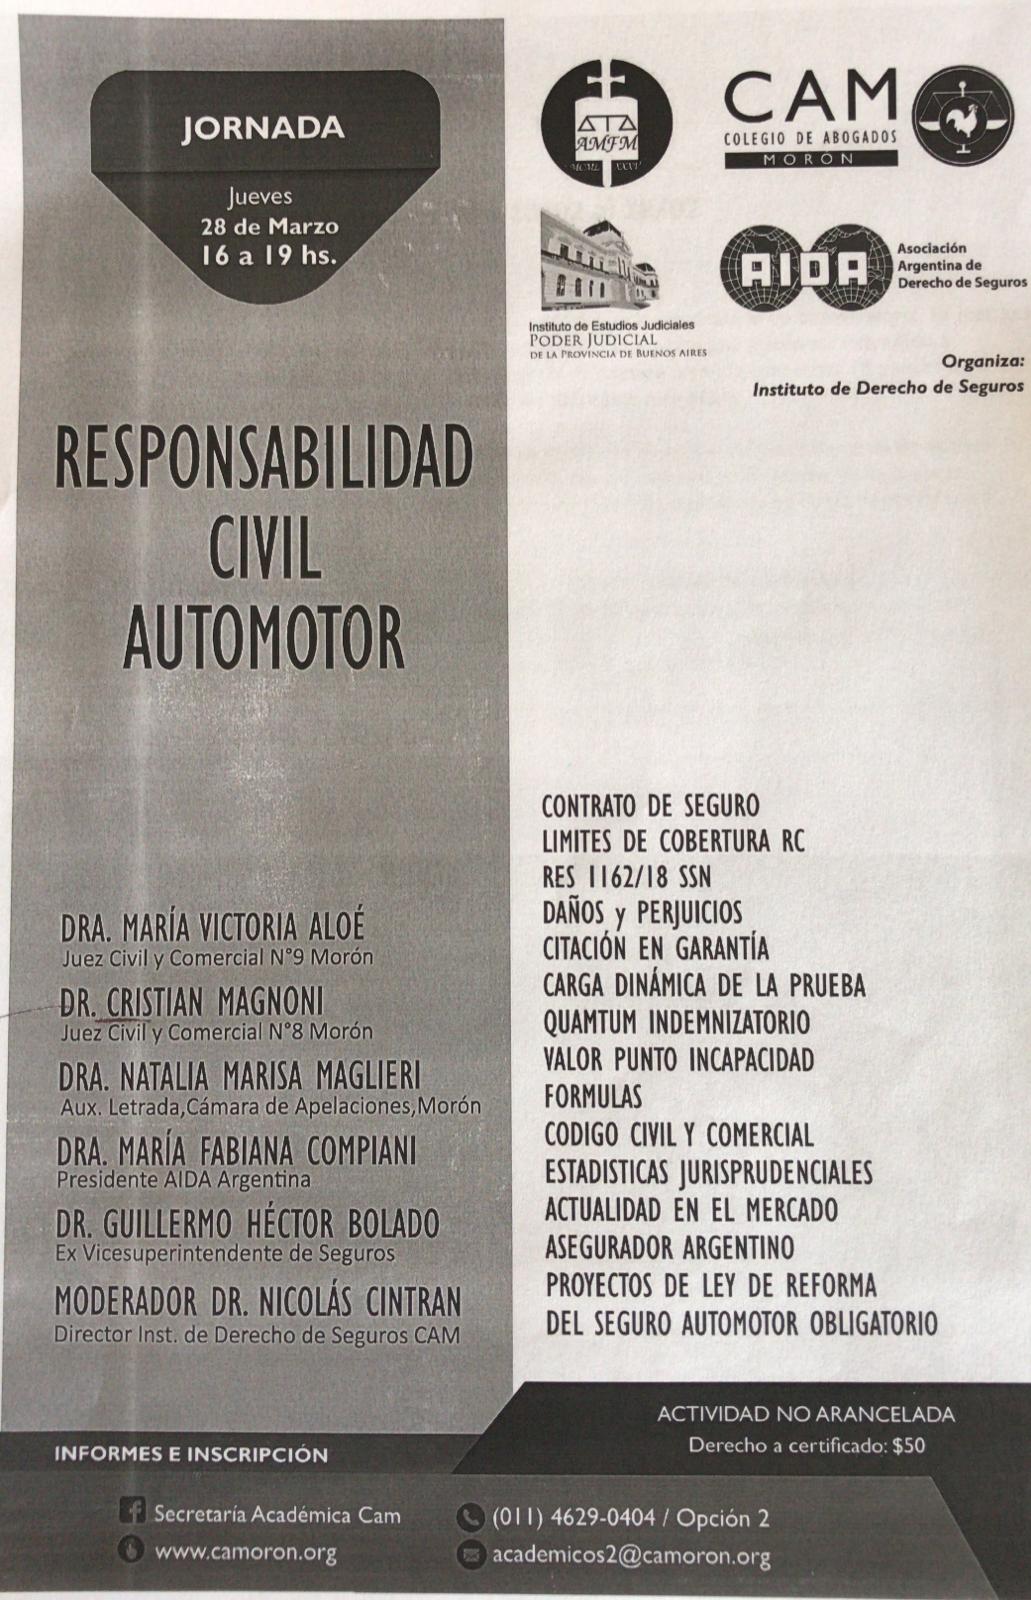 JORNADA
Jueves
28 de Marzo
16 a 19 hs.
AMFM
MCML XXVI
CAM
COLEGIO DE ABOGADOS
MORÓN
Instituto de Estudios Judiciales
PODER JUDICIAL
DE LA PROVINCIA DE BUENOS AIRES
AIDA
Asociación
Argentina de
Derecho de Seguros
Organiza:
Instituto de Derecho de Seguros
RESPONSABILIDAD
CIVIL
AUTOMOTOR
DRA. MARÍA VICTORIA ALOÉ
Juez Civil y Comercial N°9 Morón
DR. CRISTIAN MAGNONI
Juez Civil y Comercial N°8 Morón
DRA. NATALIA MARISA MAGLIERI
Aux. Letrada,Cámara de Apelaciones,Morón
DRA. MARÍA FABIANA COMPIANI
Presidente AIDA Argentina
DR. GUILLERMO HÉCTOR BOLADO
Ex Vicesuperintendente de Seguros
MODERADOR DR. NICOLÁS CINTRAN
Director Inst. de Derecho de Seguros CAM
CONTRATO DE SEGURO
LIMITES DE COBERTURA RC
RES 1162/18 SSN
DAÑOS y PERJUICIOS
CITACIÓN EN GARANTÍA
CARGA DINÁMICA DE LA PRUEBA
QUAMTUM INDEMNIZATORIO
VALOR PUNTO INCAPACIDAD
FORMULAS
CODIGO CIVIL Y COMERCIAL
ESTADISTICAS JURISPRUDENCIALES
ACTUALIDAD EN EL MERCADO
ASEGURADOR ARGENTINO
PROYECTOS DE LEY DE REFORMA
DEL SEGURO AUTOMOTOR OBLIGATORIO
ACTIVIDAD NO ARANCELADA
Derecho a certificado: $50
INFORMES E INSCRIPCIÓN
Secretaría Académica Cam
www.camoron.org
(011) 4629-0404 / Opción 2
academicos2@camoron.org